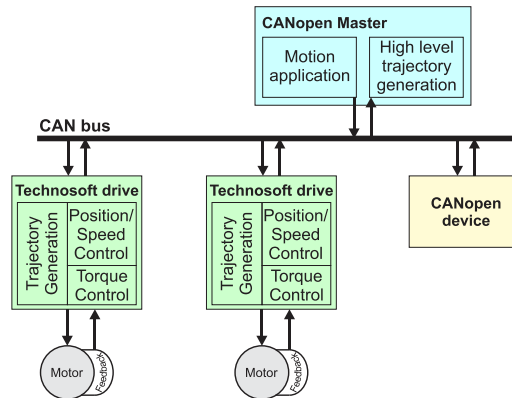 CANopen Master
Motion
application
High level
trajectory
generation
CAN bus
Technosoft drive
Trajectory
Generation
Position/
Speed
Control
Torque
Control
Motor
Feedback
Technosoft drive
Trajectory
Generation
Position/
Speed
Control
Torque
Control
Motor
Feedback
CANopen
device